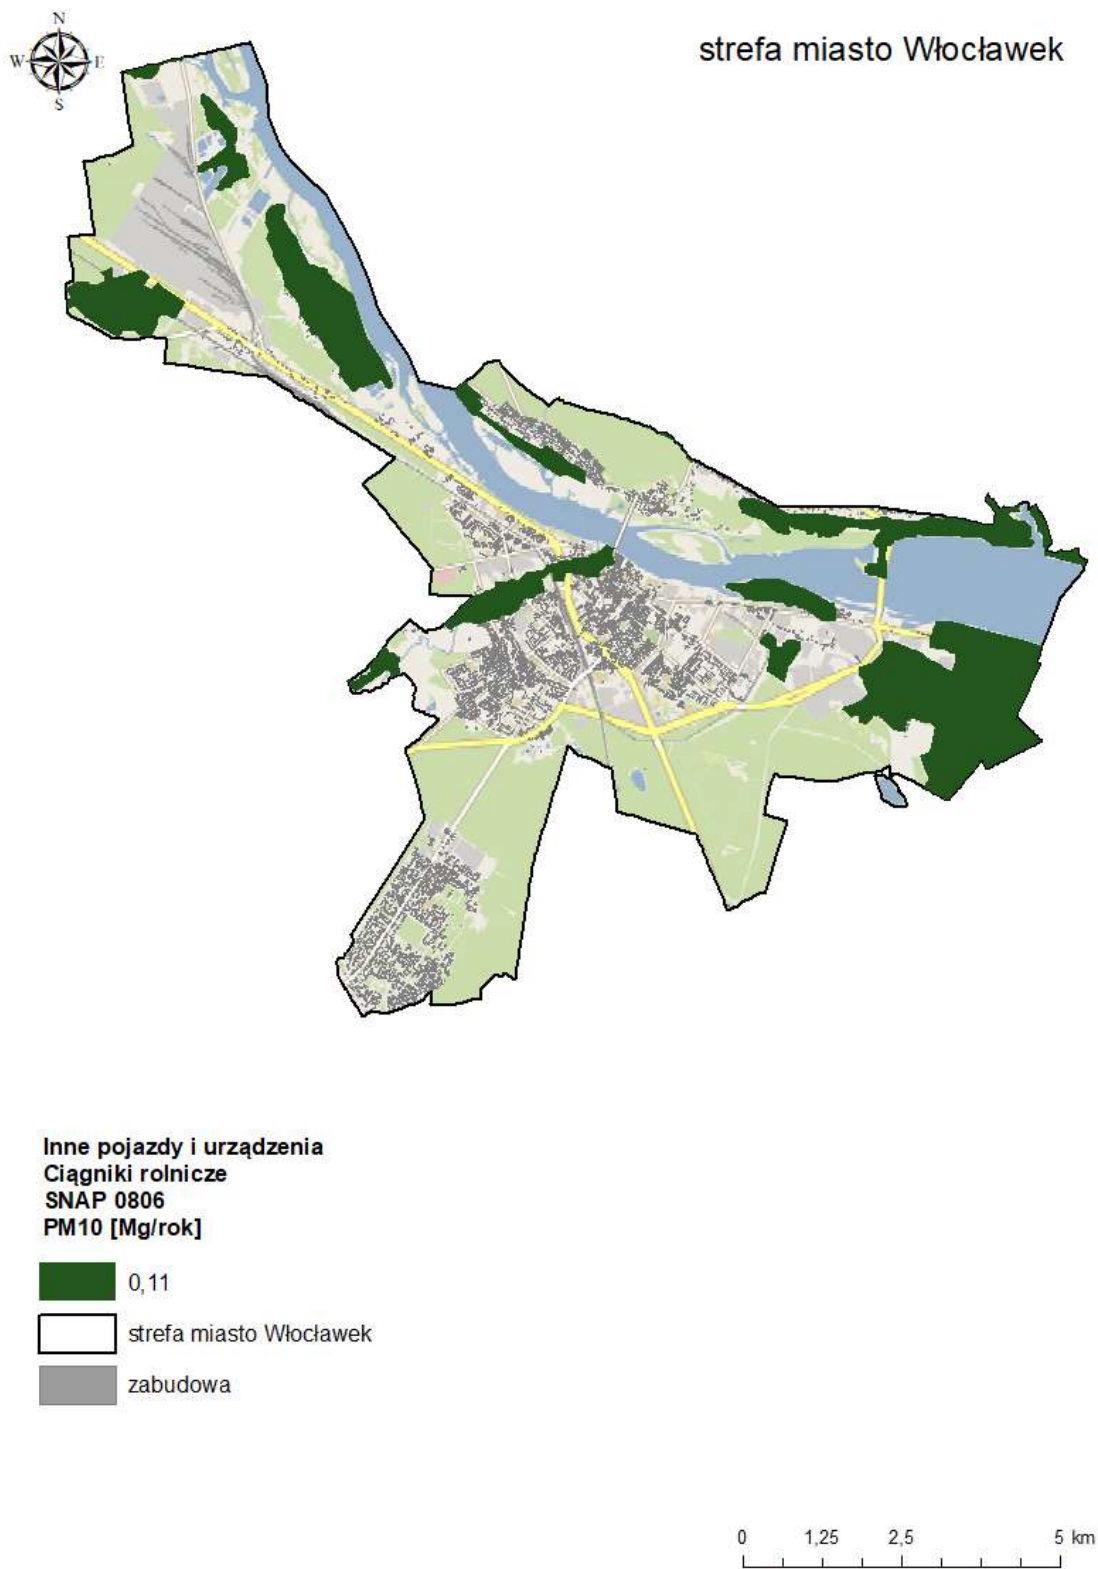 N
strefa miasto Włocławek
W E
S
Inne pojazdy i urządzenia
Ciągniki rolnicze
SNAP 0806
PM10 [Mg/rok]
0,11
strefa miasto Włocławek
zabudowa
0 1,25 2,5 5 km